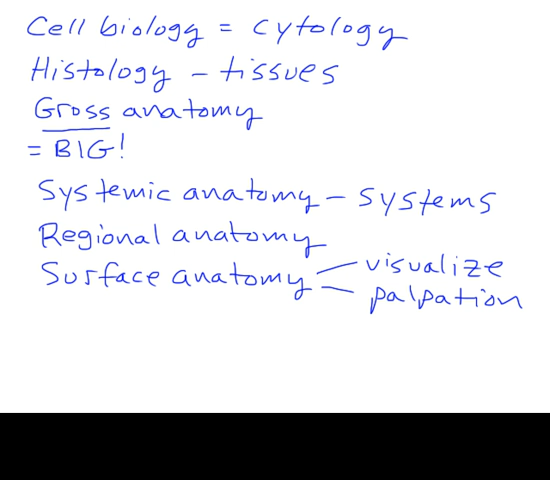 Cell biology = cytology
Histology - tissues
Gross anatomy
= BIG!
Systemic anatomy - systems
Regional anatomy
Surface anatomy visualize
palpation